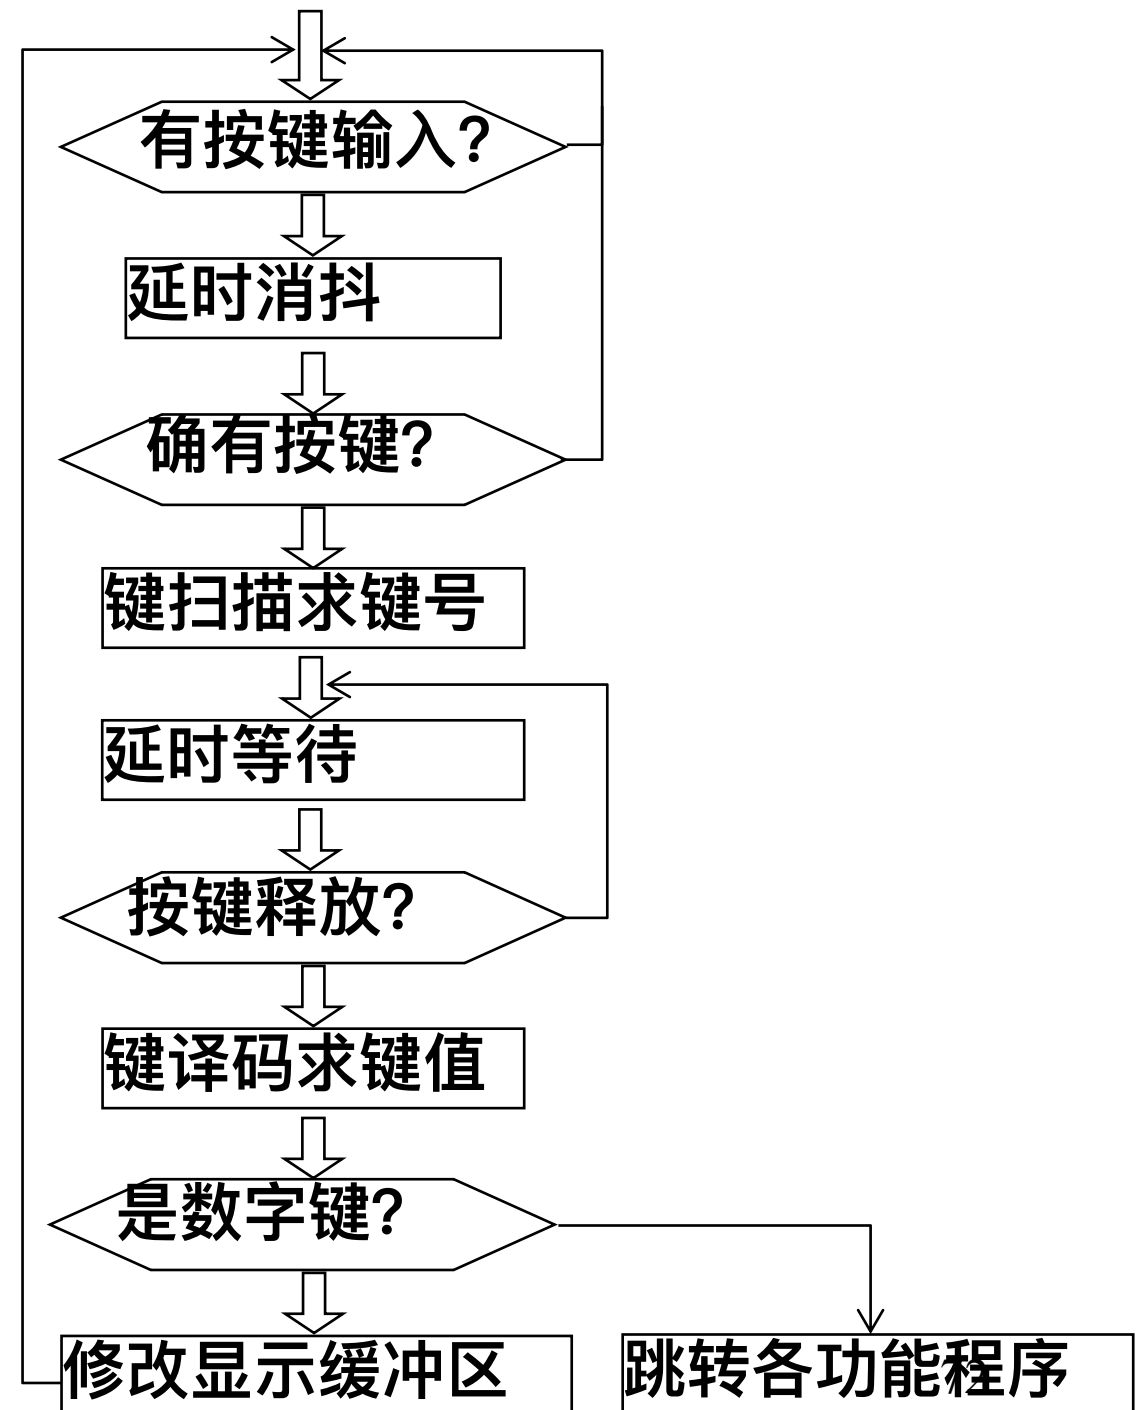 有按键输入?
延时消抖
确有按键?
键扫描求键号
延时等待
按键释放?
键译码求键值
是数字键?
修改显示缓冲区
跳转各功能程序